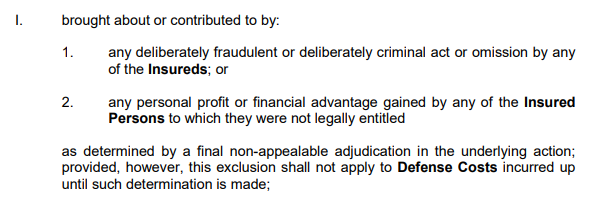 I. brought about or contributed to by:
1. any deliberately fraudulent or deliberately criminal act or omission by any
of the Insureds; or
2. any personal profit or financial advantage gained by any of the Insured
Persons to which they were not legally entitled
as determined by a final non-appealable adjudication in the underlying action;
provided, however, this exclusion shall not apply to Defense Costs incurred up
until such determination is made;